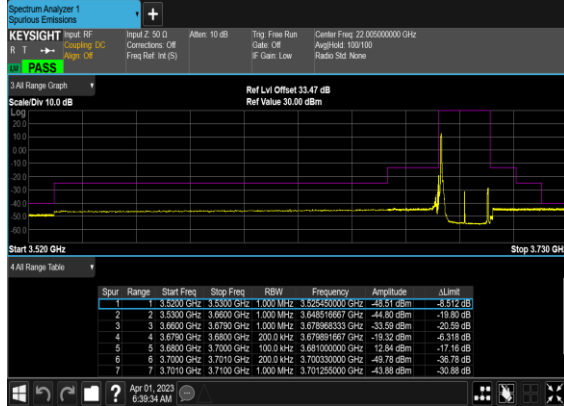 Spectrum Analyzer 1
Spurious Emissions
+
KEYSIGHT Input: RF Input Z: 50 Ω Atten: 10 dB Trig: Free Run Center Freq: 22.005000000 GHz
R T Coupling: DC Corrections: Off Gate: Off Avg|Hold: 100/100
Align: Off Freq Ref: Int (S) IF Gain: Low Radio Std: None
PASS
3 All Range Graph
Ref Lvl Offset 33.47 dB
Scale/Div 10.0 dB Ref Value 30.00 dBm
Log
20.0
10.0
0.00
-10.0
-20.0
-30.0
-40.0
-50.0
-60.0
Start 3.520 GHz Stop 3.730 GHz
4 All Range Table
Spur Range Start Freq Stop Freq RBW Frequency Amplitude ΔLimit
1 1 3.5200 GHz 3.5300 GHz 1.000 MHz 3.525450000 GHz -48.51 dBm -8.512 dB
2 2 3.5300 GHz 3.6600 GHz 1.000 MHz 3.648516667 GHz -44.80 dBm -19.80 dB
3 3 3.6600 GHz 3.6790 GHz 1.000 MHz 3.678968333 GHz -33.59 dBm -20.59 dB
4 4 3.6790 GHz 3.6800 GHz 200.0 kHz 3.679891667 GHz -19.32 dBm -6.318 dB
5 5 3.6800 GHz 3.7000 GHz 100.0 kHz 3.681000000 GHz 12.84 dBm -17.16 dB
6 6 3.7000 GHz 3.7010 GHz 200.0 kHz 3.700330000 GHz -49.78 dBm -36.78 dB
7 7 3.7010 GHz 3.7100 GHz 1.000 MHz 3.701255000 GHz -43.88 dBm -30.88 dB
? Apr 01, 2023
6:39:34 AM